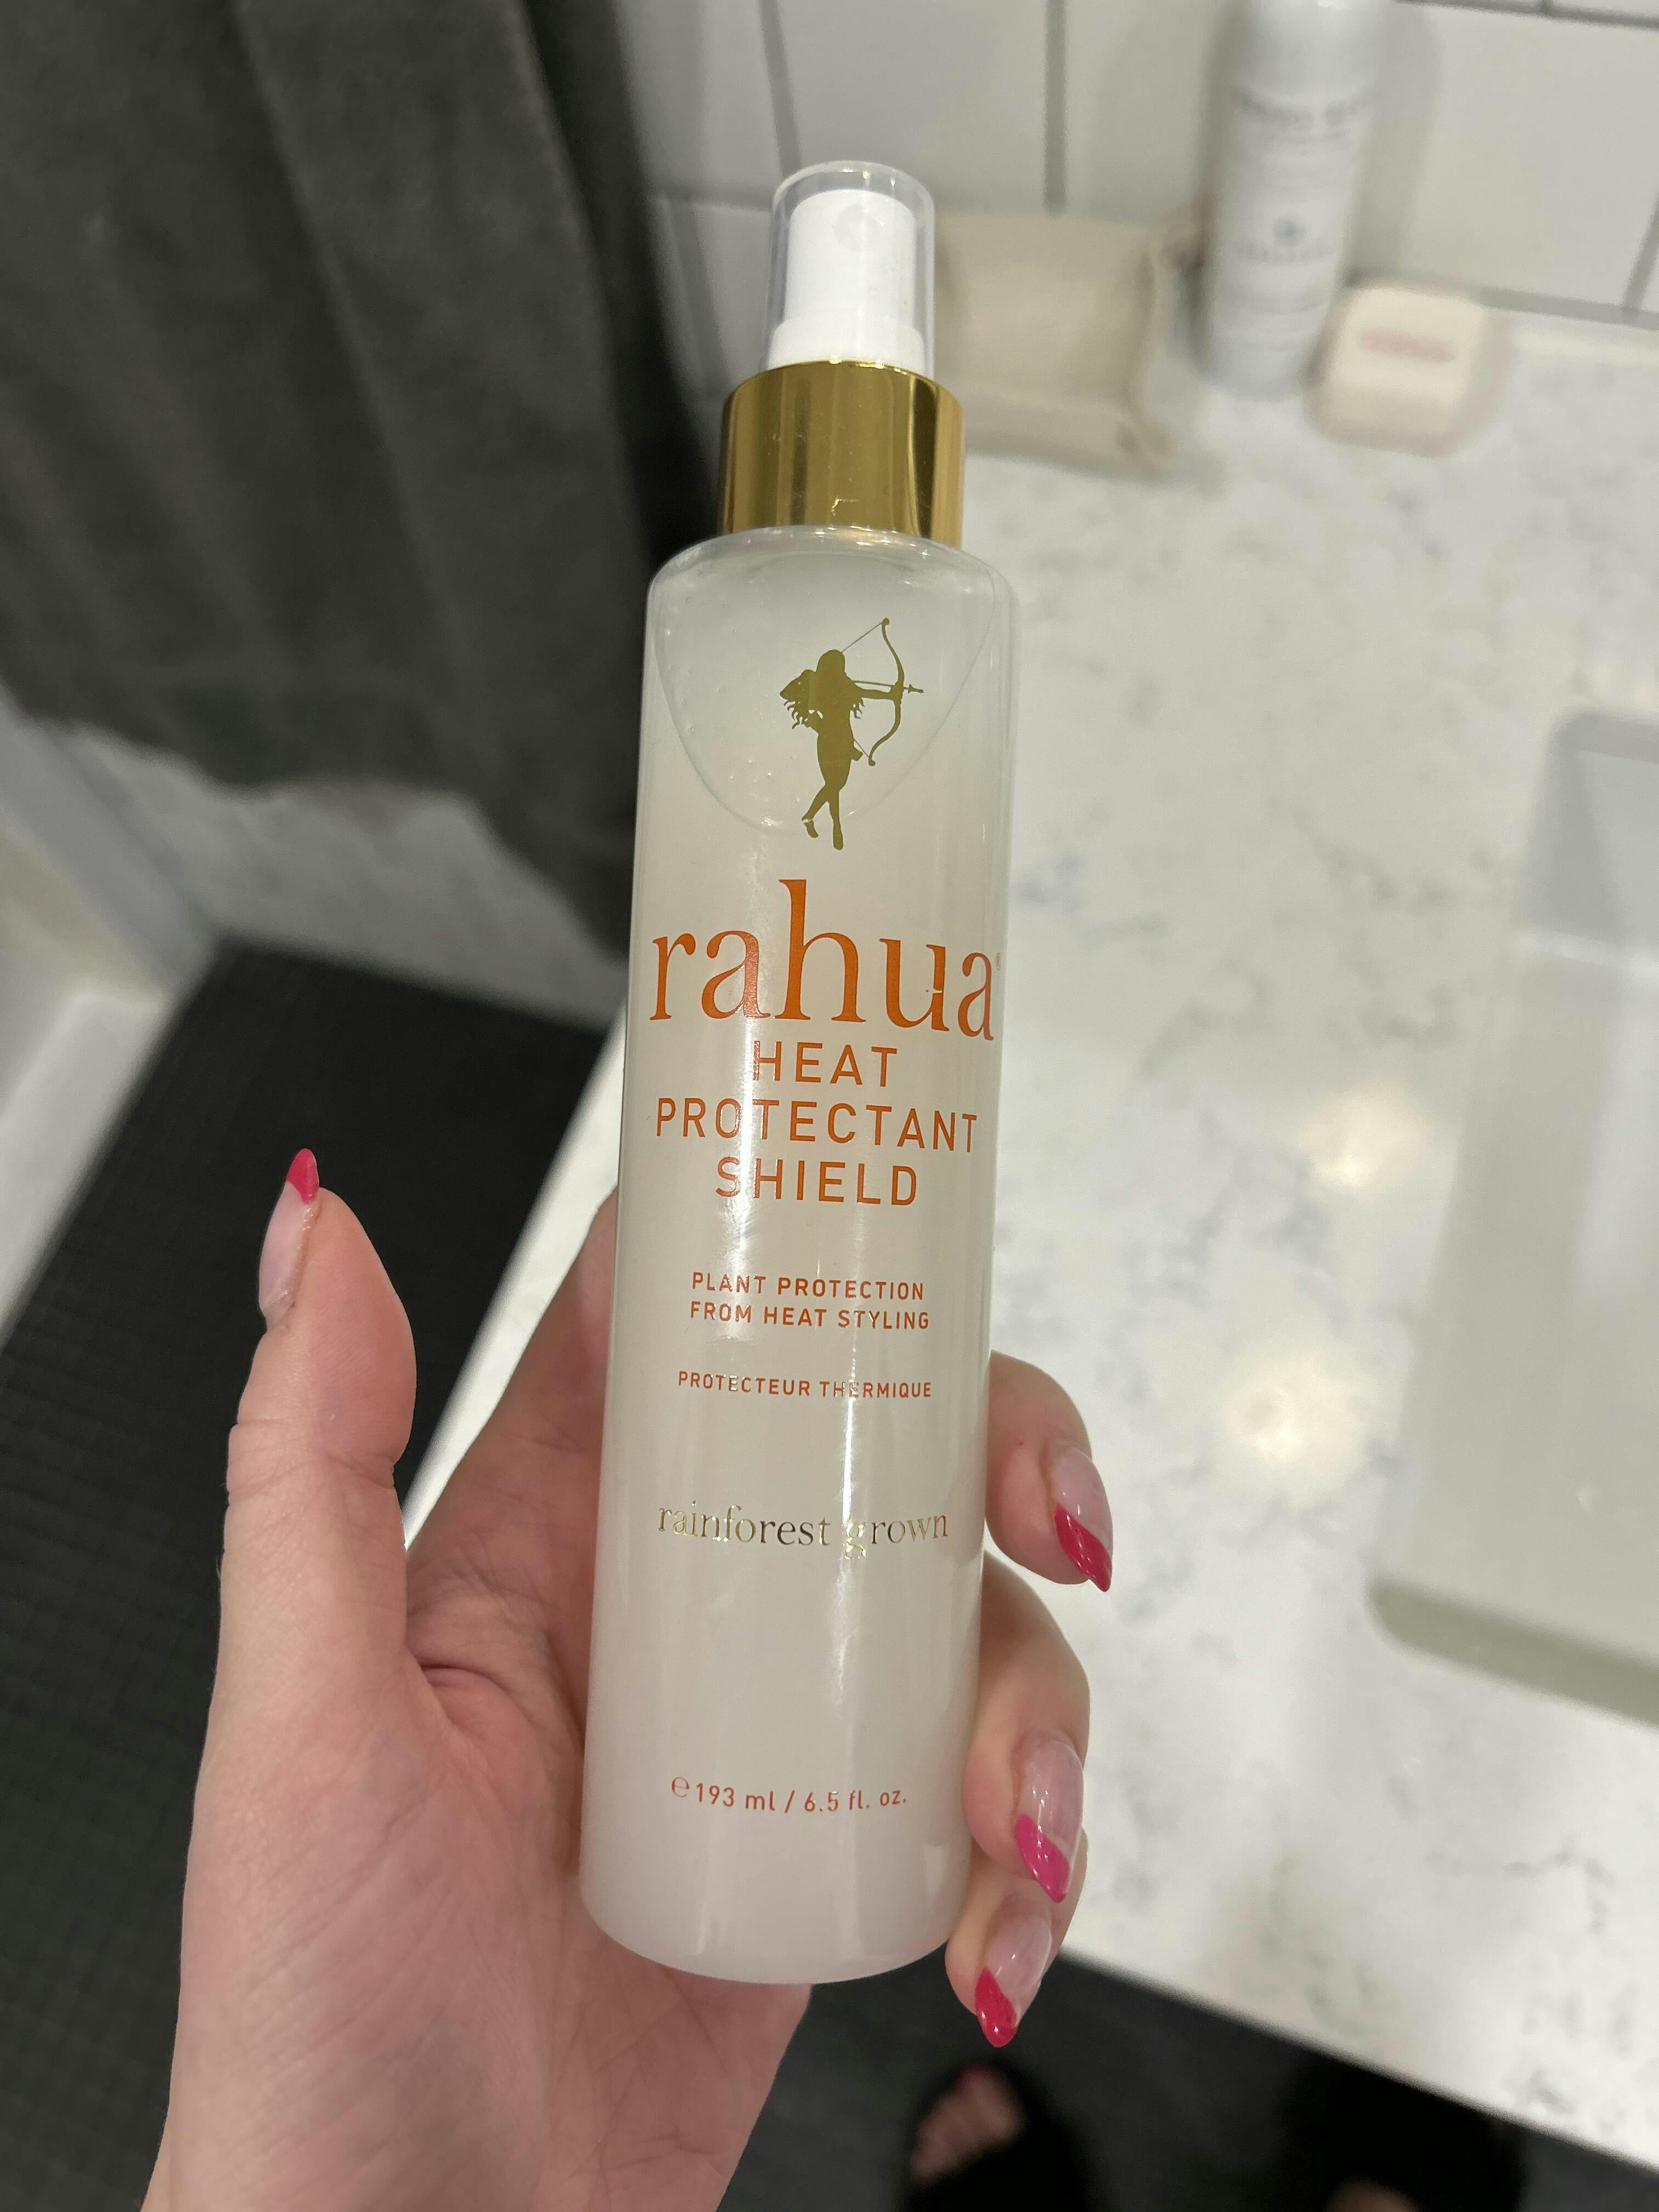 rahua®
HEAT
PROTECTANT
SHIELD
PLANT PROTECTION
FROM HEAT STYLING
PROTECTEUR THERMIQUE
rainforest grown
℮193 ml / 6.5 fl. oz.